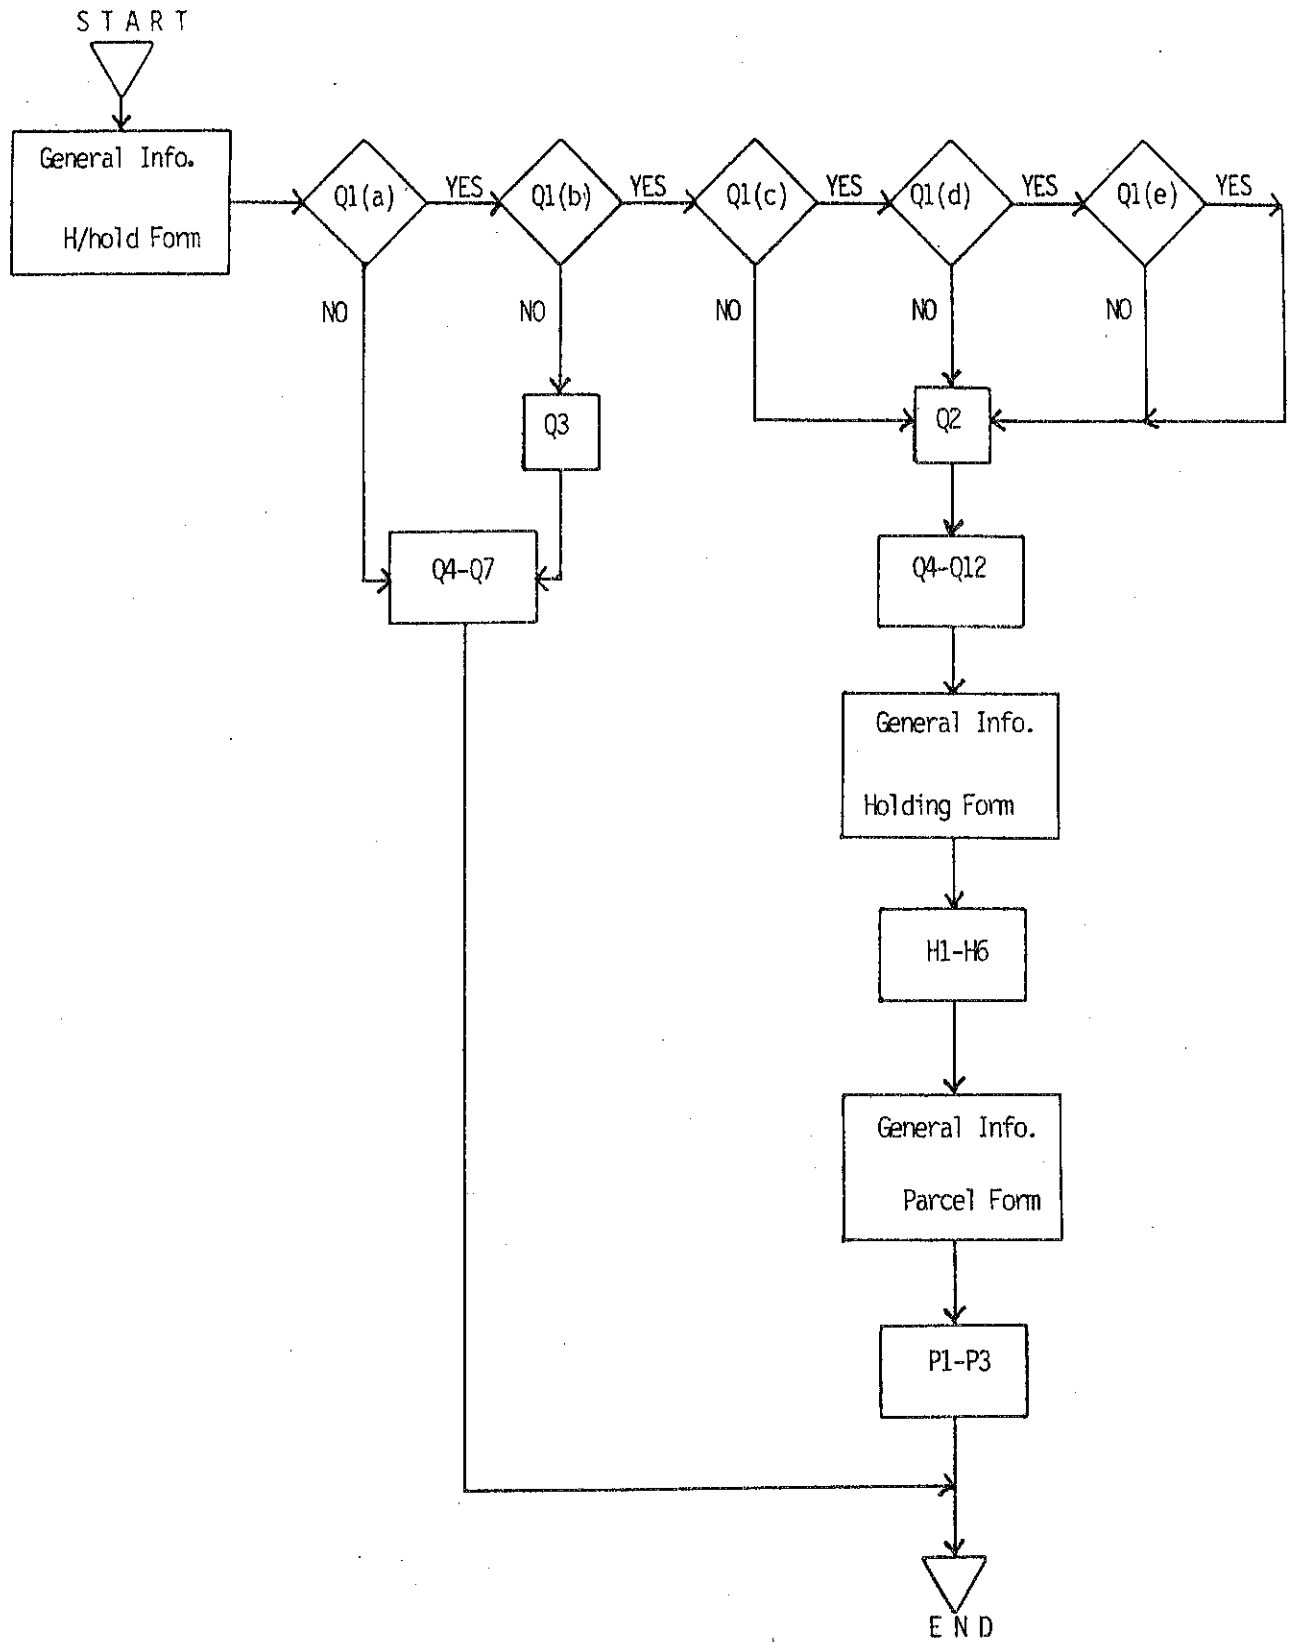 START
General Info.
H/hold Form
Q1(a)
YES
Q1(b)
YES
Q1(c)
YES
Q1(d)
YES
Q1(e)
YES
NO
NO
NO
NO
NO
Q3
Q2
Q4-Q7
Q4-Q12
General Info.
Holding Form
H1-H6
General Info.
Parcel Form
P1-P3
END